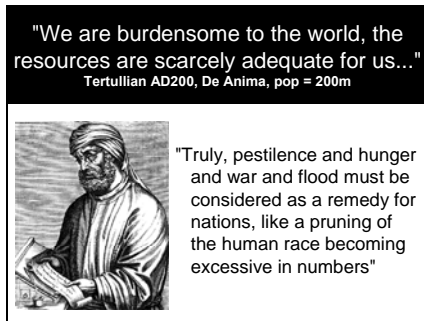 "We are burdensome to the world, the
resources are scarcely adequate for us..."
Tertullian AD200, De Anima, pop = 200m
"Truly, pestilence and hunger
and war and flood must be
considered as a remedy for
nations, like a pruning of
the human race becoming
excessive in numbers"